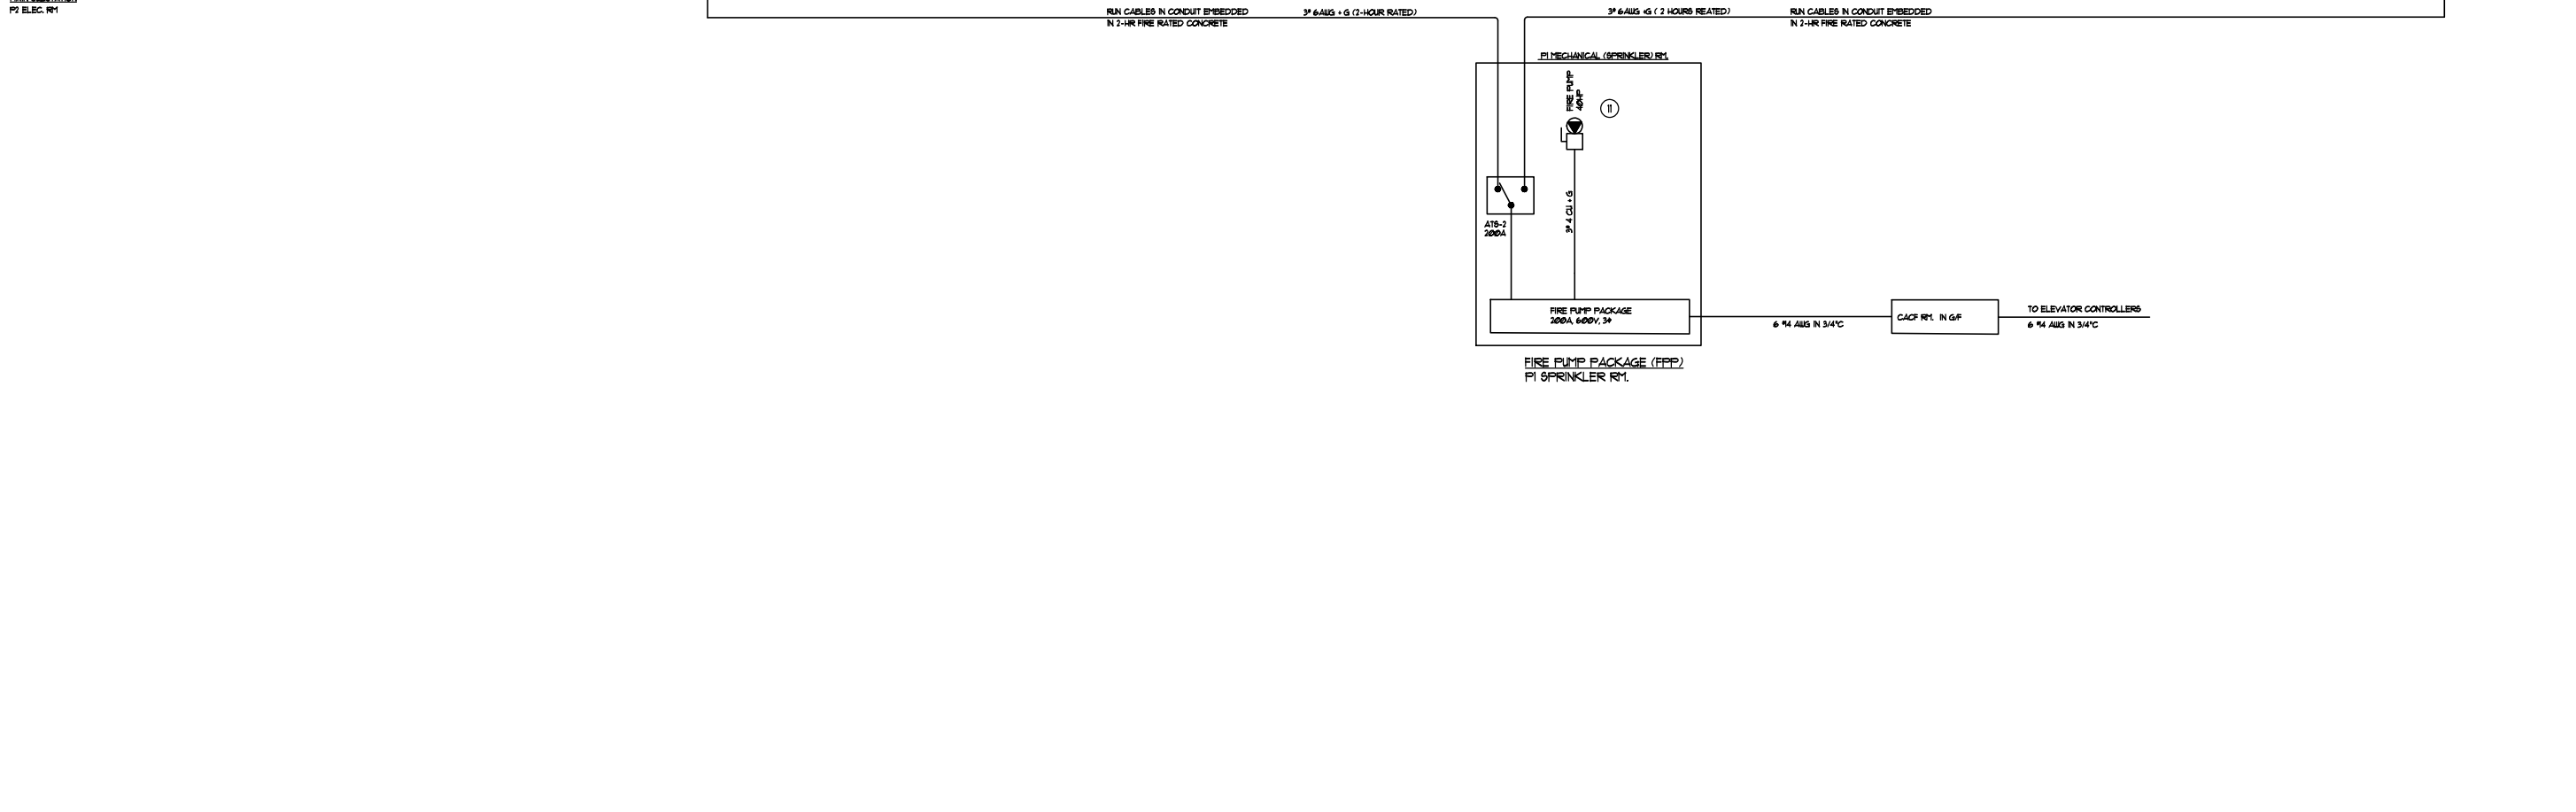 P2 ELEC. RM
RUN CABLES IN CONDUIT EMBEDDED
IN 2-HR FIRE RATED CONCRETE
3# 6AWG + G (2-HOUR RATED)
3# 6AWG +G ( 2 HOURS REATED)
RUN CABLES IN CONDUIT EMBEDDED
IN 2-HR FIRE RATED CONCRETE
P1 MECHANICAL (SPRINKLER) RM.
FIRE PUMP
40HP
11
3# 4 CU + G
ATS-2
200A
FIRE PUMP PACKAGE
200A, 600V, 3Φ
6 #14 AWG IN 3/4"C
CACF RM. IN G/F
TO ELEVATOR CONTROLLERS
6 #14 AWG IN 3/4"C
FIRE PUMP PACKAGE (FPP)
P1 SPRINKLER RM.